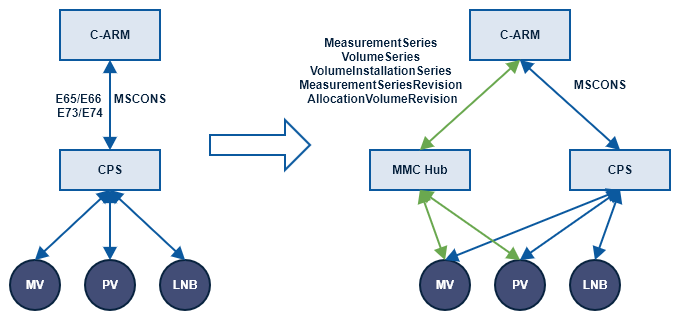 C-ARM
E65/E66 MSCONS
E73/E74
CPS
MV PV LNB
C-ARM
MeasurementSeries
VolumeSeries
VolumeInstallationSeries
MeasurementSeriesRevision
AllocationVolumeRevision
MSCONS
MMC Hub CPS
MV PV LNB